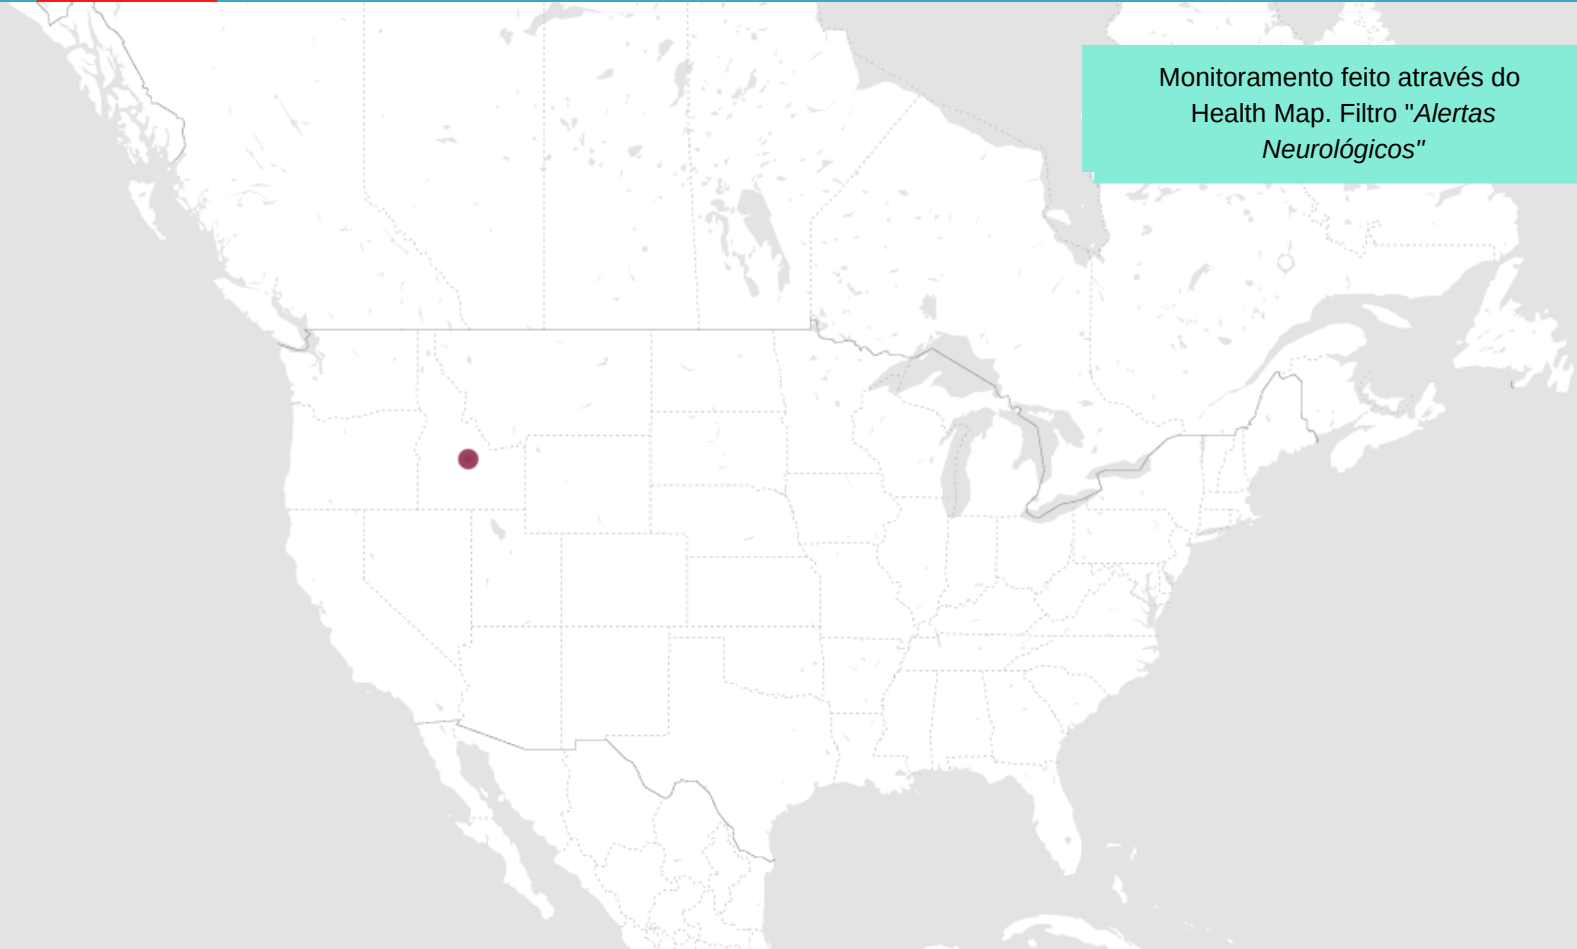 Monitoramento feito através do
Health Map. Filtro "Alertas
Neurológicos"